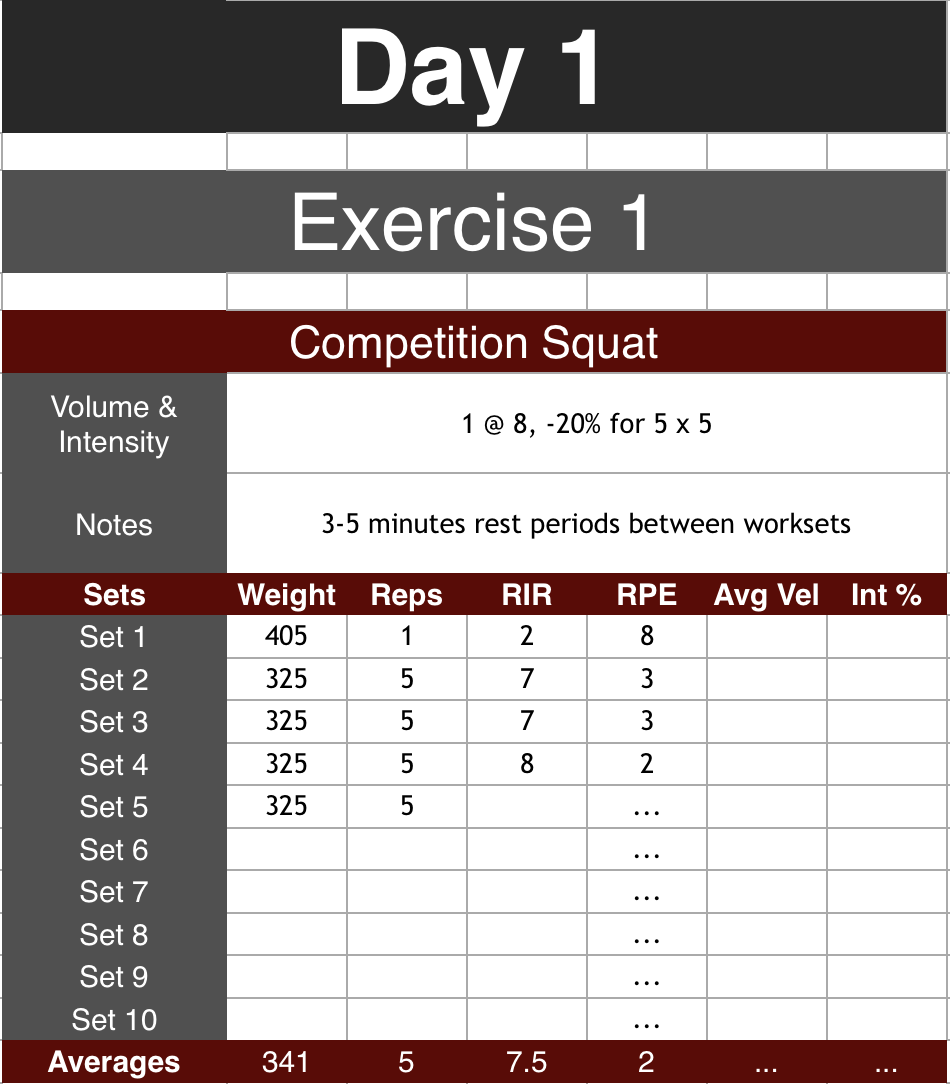 Day 1
Exercise 1
Competition Squat
Volume &
Intensity
1 @ 8, -20% for 5 x 5
Notes
3-5 minutes rest periods between worksets
Sets Weight Reps RIR RPE Avg Vel Int %
Set 1 405 1 2 8
Set 2 325 5 7 3
Set 3 325 5 7 3
Set 4 325 5 8 2
Set 5 325 5 ...
Set 6 ...
Set 7 ...
Set 8 ...
Set 9 ...
Set 10 ...
Averages 341 5 7.5 2 ... ...